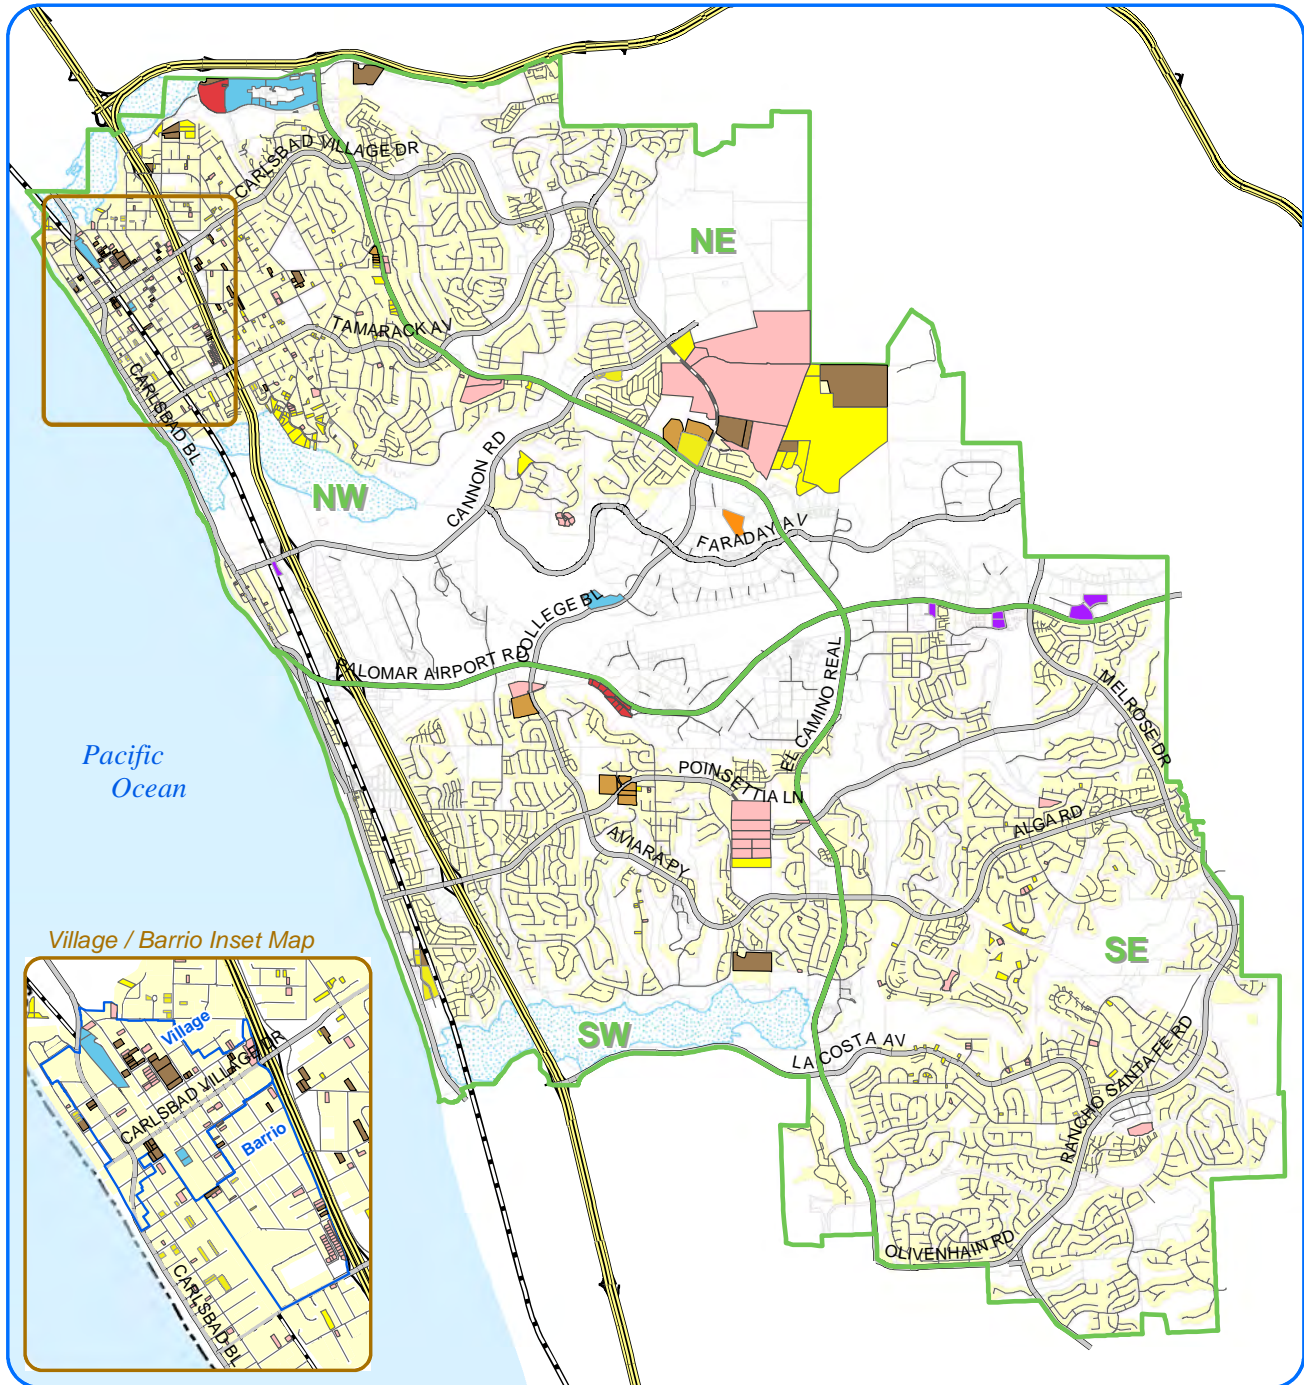 CARLSBAD VILLAGE DR
NE
TAMARACK AV
CARLSBAD BL
CANNON RD
NW
FARADAY AV
COLLEGE BL
PALOMAR AIRPORT RD
EL CAMINO REAL
MELROSE DR
Pacific
Ocean
POINSETTIA LN
ALGA RD
AVIARA PY
Village / Barrio Inset Map
SE
SW
LA COSTA AV
RANCHO SANTA FE RD
OLIVENHAIN RD
Village
CARLSBAD VILLAGE DR
Barrio
CARLSBAD BL